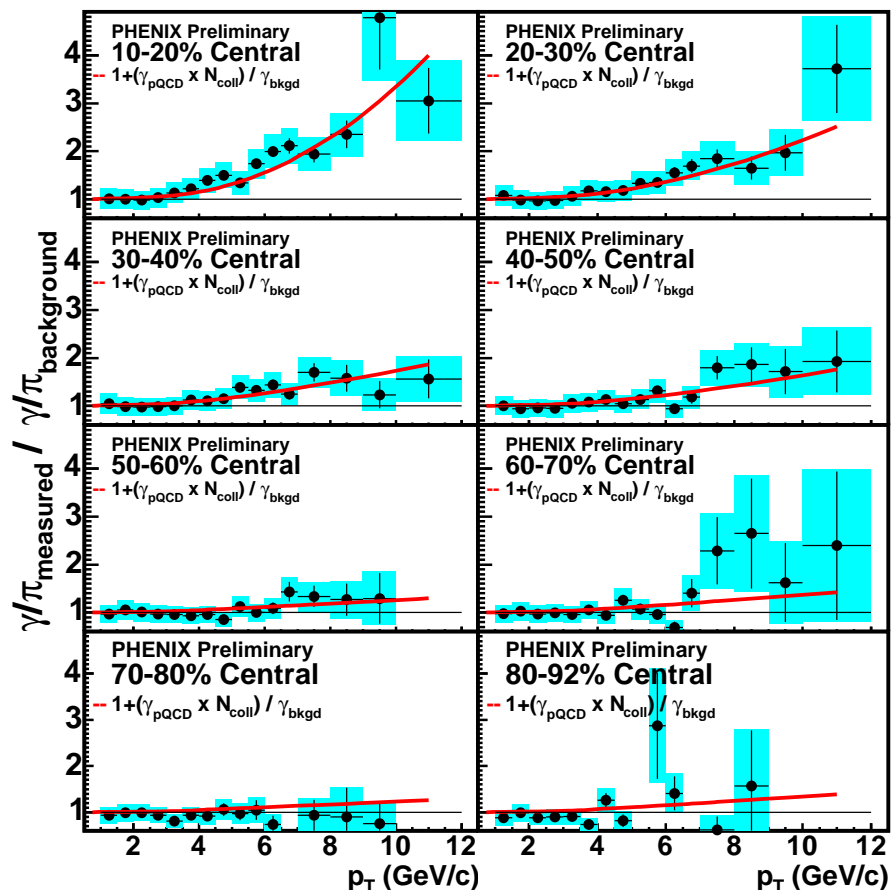 PHENIX Preliminary
10-20% Central
1+(γpQCD x Ncoll) / γbkgd
PHENIX Preliminary
20-30% Central
1+(γpQCD x Ncoll) / γbkgd
4
3
2
1
PHENIX Preliminary
30-40% Central
1+(γpQCD x Ncoll) / γbkgd
PHENIX Preliminary
40-50% Central
1+(γpQCD x Ncoll) / γbkgd
4
3
2
1
PHENIX Preliminary
50-60% Central
1+(γpQCD x Ncoll) / γbkgd
PHENIX Preliminary
60-70% Central
1+(γpQCD x Ncoll) / γbkgd
4
3
2
1
PHENIX Preliminary
70-80% Central
1+(γpQCD x Ncoll) / γbkgd
PHENIX Preliminary
80-92% Central
1+(γpQCD x Ncoll) / γbkgd
4
3
2
1
γ/πmeasured / γ/πbackground
2 4 6 8 10 12 2 4 6 8 10 12
pT (GeV/c) pT (GeV/c)